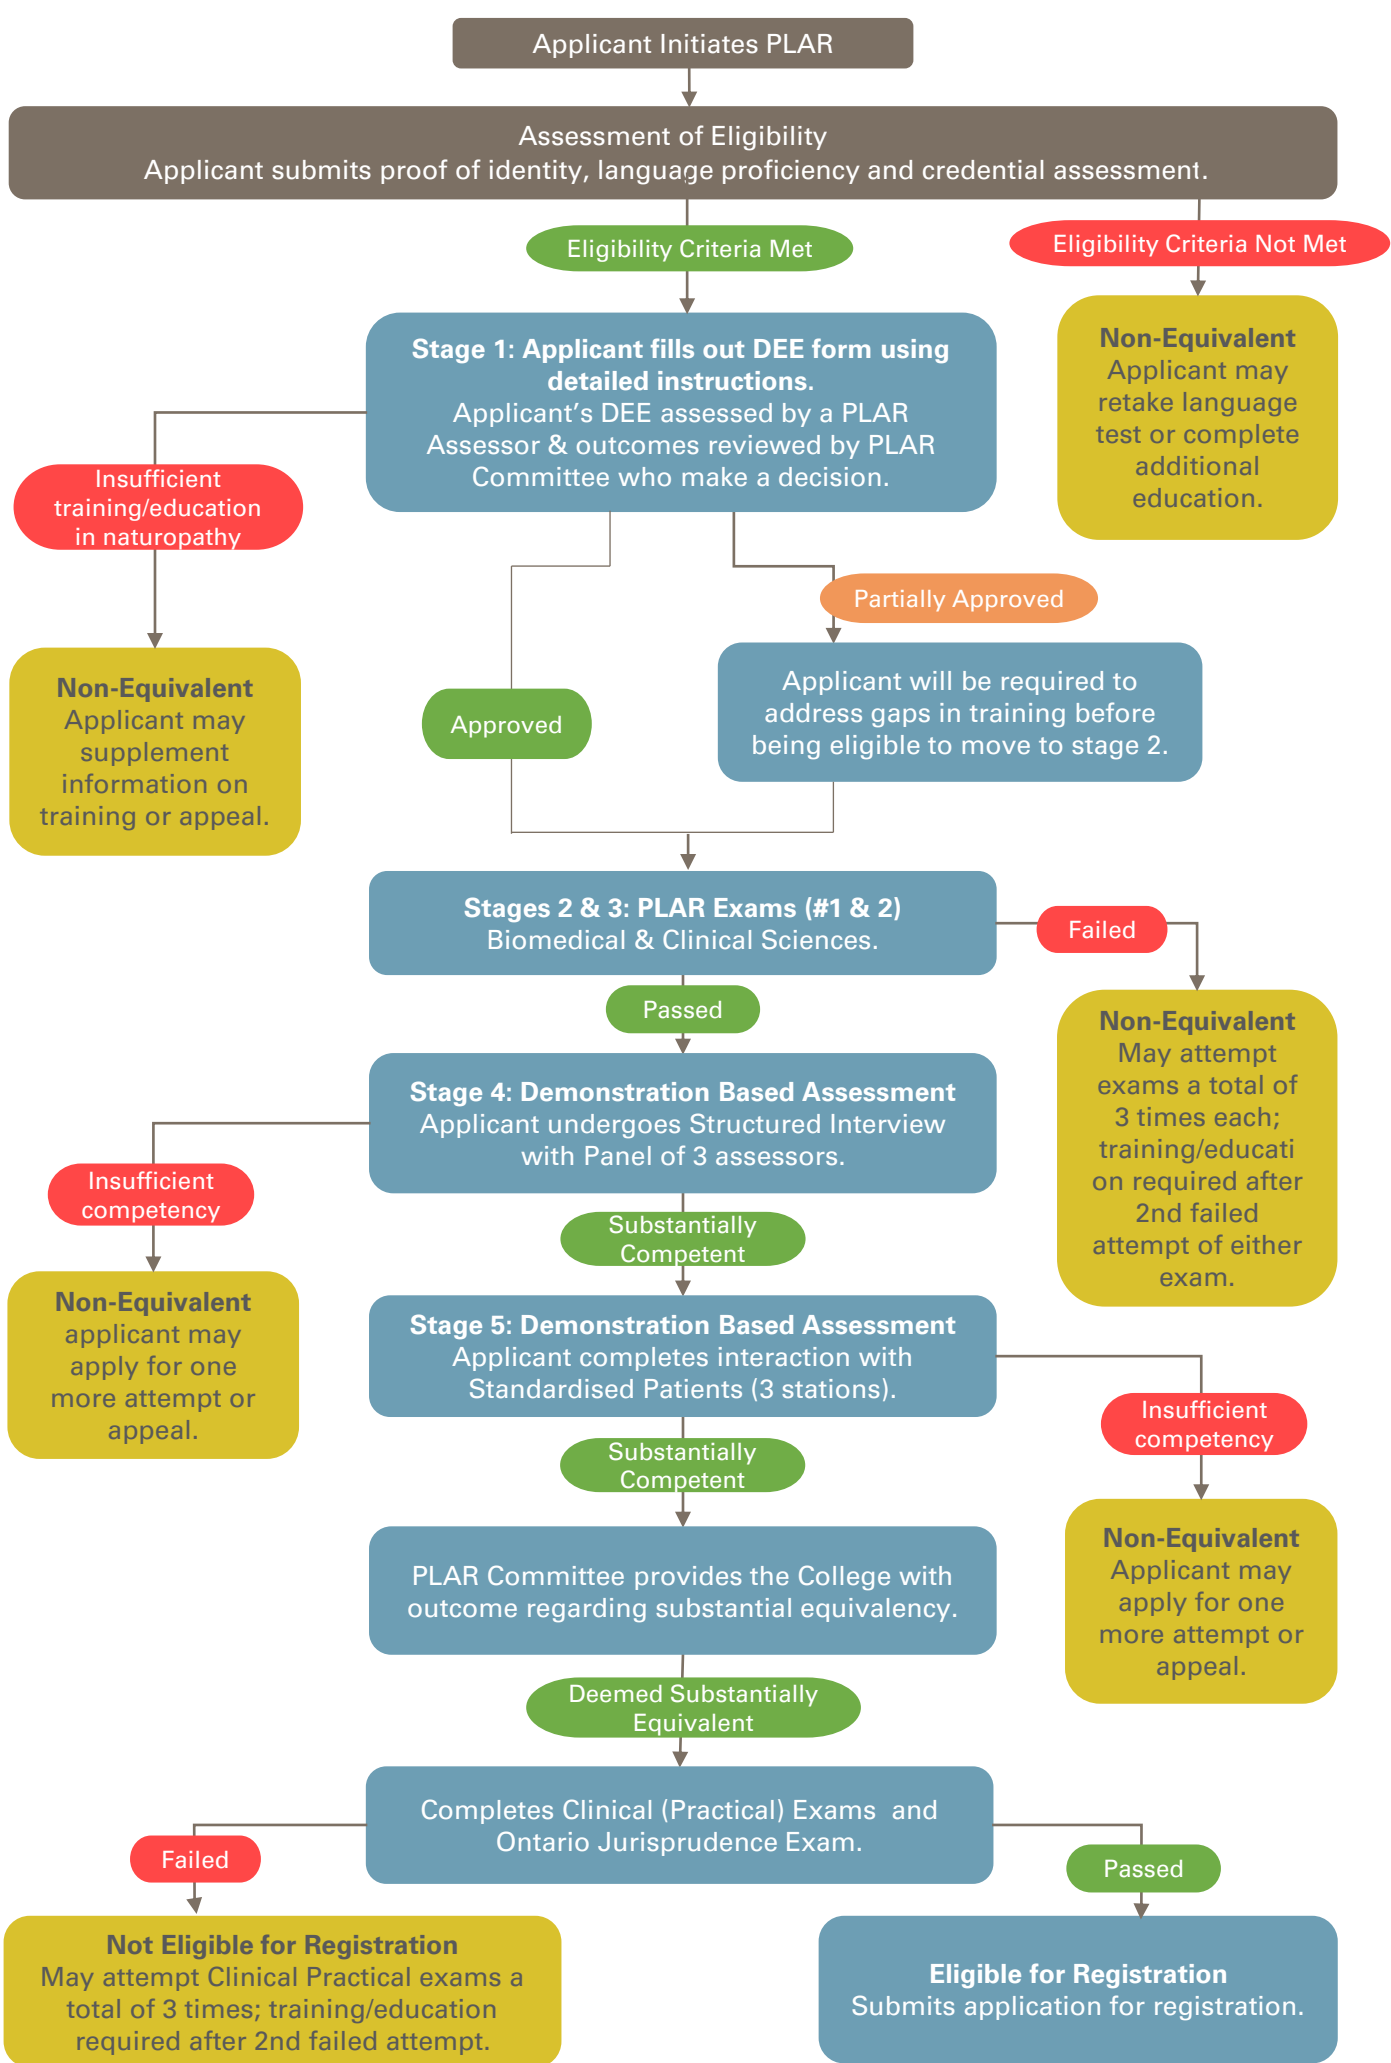 Applicant Initiates PLAR
Assessment of Eligibility
Applicant submits proof of identity, language proficiency and credential assessment.
Eligibility Criteria Met
Eligibility Criteria Not Met
Stage 1: Applicant fills out DEE form using
detailed instructions.
Applicant's DEE assessed by a PLAR
Assessor & outcomes reviewed by PLAR
Committee who make a decision.
Non-Equivalent
Applicant may
retake language
test or complete
additional
education.
Insufficient
training/education
in naturopathy
Partially Approved
Non-Equivalent
Applicant may
supplement
information on
training or appeal.
Approved
Applicant will be required to
address gaps in training before
being eligible to move to stage 2.
Stages 2 & 3: PLAR Exams (#1 & 2)
Biomedical & Clinical Sciences.
Failed
Passed
Non-Equivalent
May attempt
exams a total of
3 times each;
training/educati
on required after
2nd failed
attempt of either
exam.
Stage 4: Demonstration Based Assessment
Applicant undergoes Structured Interview
with Panel of 3 assessors.
Insufficient
competency
Substantially
Competent
Non-Equivalent
applicant may
apply for one
more attempt or
appeal.
Stage 5: Demonstration Based Assessment
Applicant completes interaction with
Standardised Patients (3 stations).
Insufficient
competency
Substantially
Competent
Non-Equivalent
Applicant may
apply for one
more attempt or
appeal.
PLAR Committee provides the College with
outcome regarding substantial equivalency.
Deemed Substantially
Equivalent
Completes Clinical (Practical) Exams and
Ontario Jurisprudence Exam.
Failed
Passed
Not Eligible for Registration
May attempt Clinical Practical exams a
total of 3 times; training/education
required after 2nd failed attempt.
Eligible for Registration
Submits application for registration.